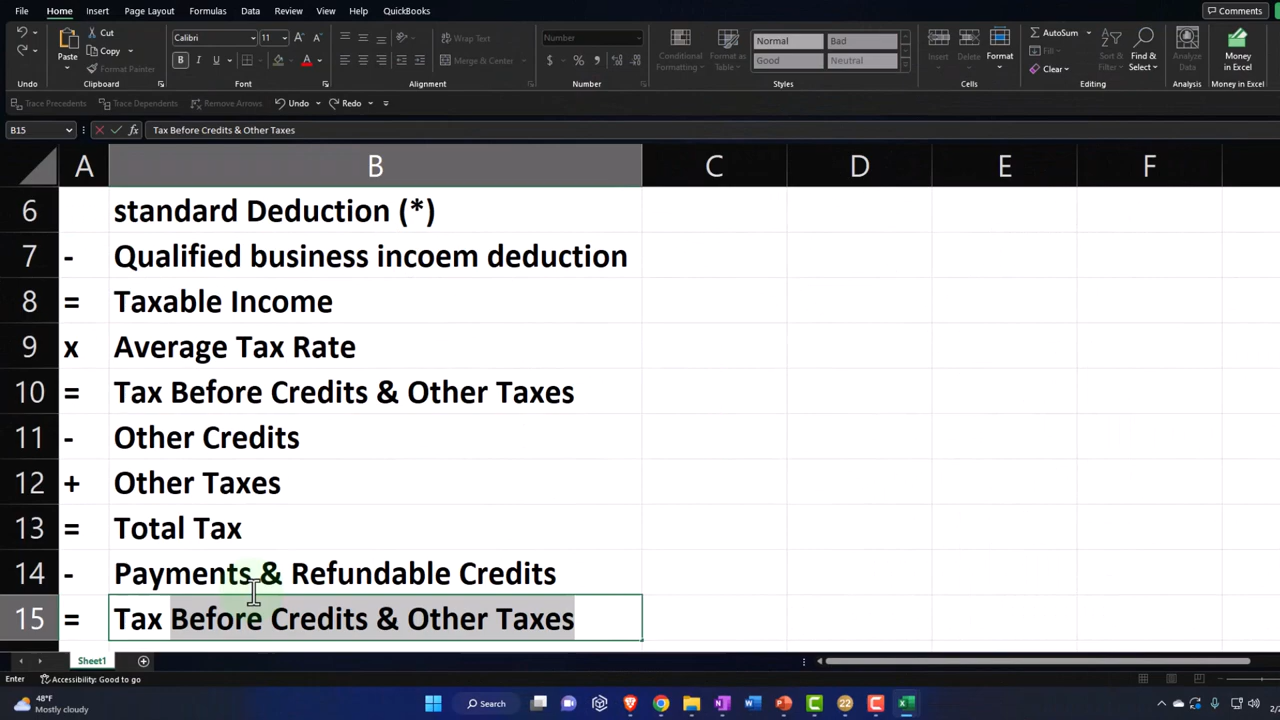 File Home Insert Page Layout Formulas Data Review View Help QuickBooks Comments
Cut Calibri 11 Wrap Text Number Normal Bad AutoSum
Paste Copy Conditional Format as Insert Delete Format Fill Sort & Find & Analyze Money in
Format Painter Merge & Center Formatting Table Good Neutral Clear Filter Select Data Excel
Undo Clipboard Font Alignment Number Styles Cells Editing Analysis Money in Excel
Trace Precedents Trace Dependents Remove Arrows Undo Redo
B15 fx Tax Before Credits & Other Taxes
A B C D E F
6 standard Deduction (*)
7 - Qualified business incoem deduction
8 = Taxable Income
9 x Average Tax Rate
10 = Tax Before Credits & Other Taxes
11 - Other Credits
12 + Other Taxes
13 = Total Tax
14 - Payments & Refundable Credits
15 = Tax Before Credits & Other Taxes
Sheet1
Enter Accessibility: Good to go
48°F
Mostly cloudy
Search
22